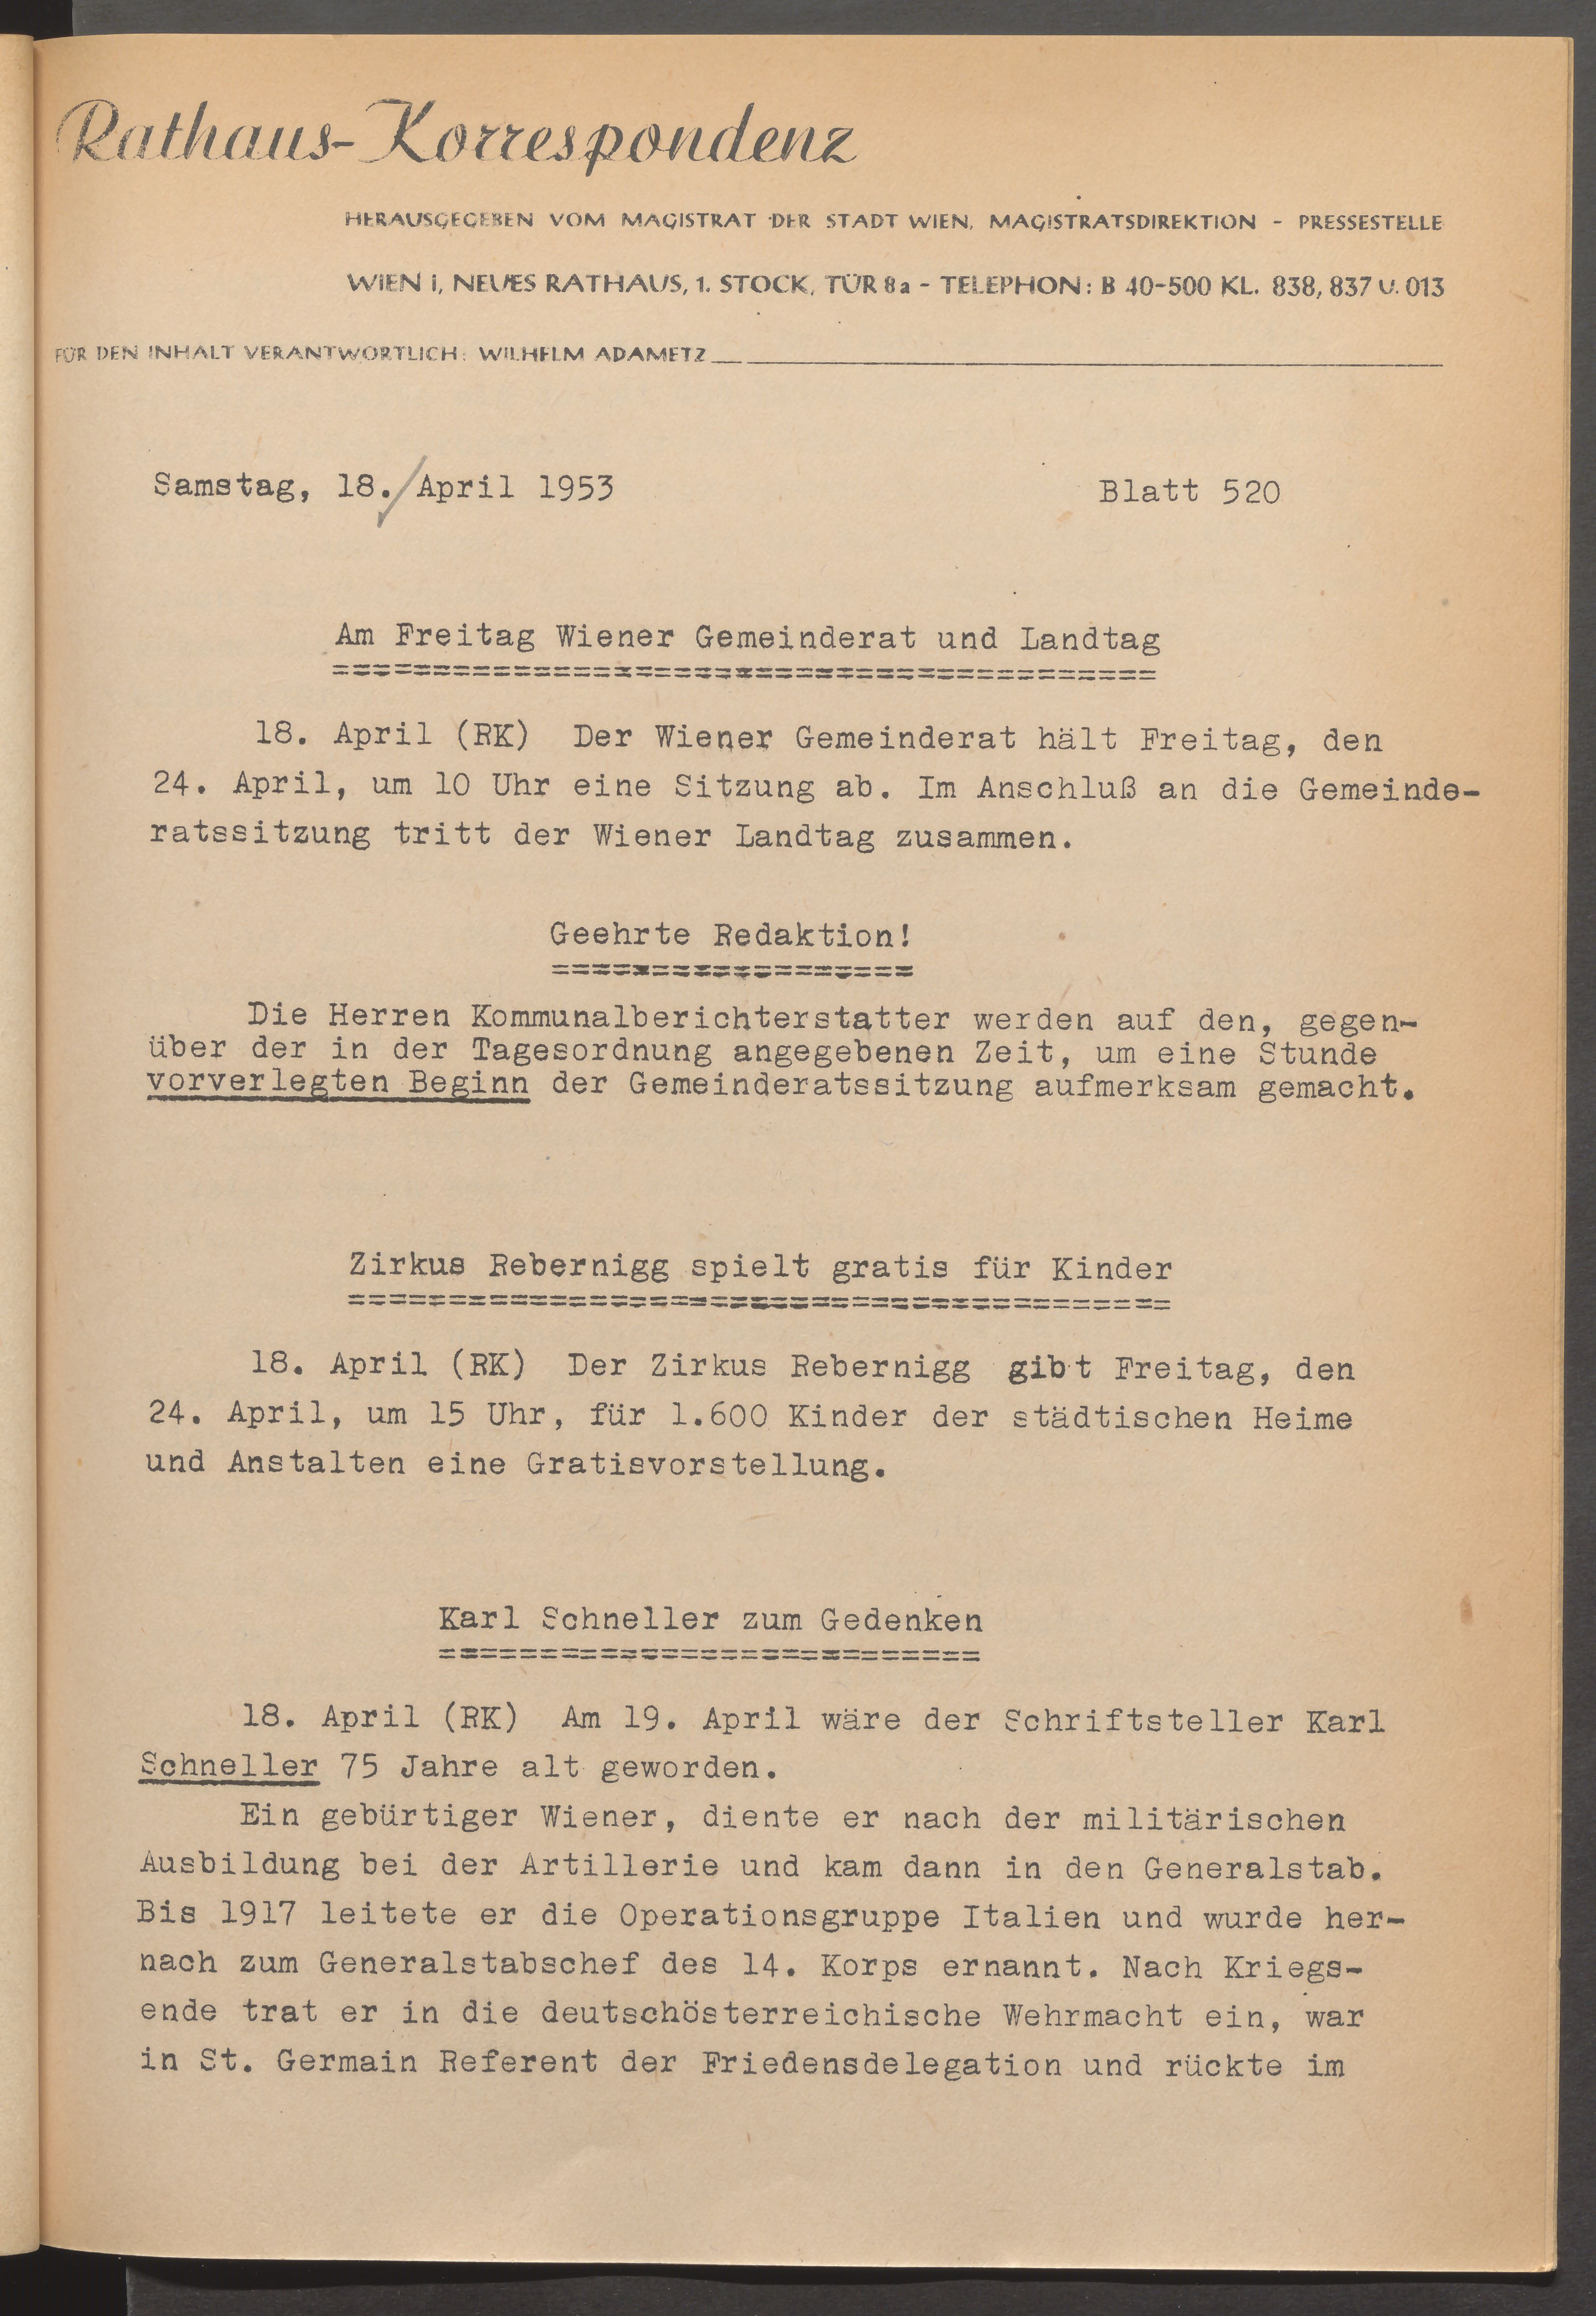 Rathaus-Korrespondenz
HERAUSGEGEBEN VOM MAGISTRAT DER STADT WIEN, MAGISTRATSDIREKTION - PRESSESTELLE
WIEN I, NEUES RATHAUS, 1. STOCK, TÜR 8a - TELEPHON: B 40-500 KL. 838, 837 U. 013
FÜR DEN INHALT VERANTWORTLICH: WILHELM ADAMETZ
Samstag, 18. April 1953 Blatt 520
Am Freitag Wiener Gemeinderat und Landtag
=========================================
18. April (RK) Der Wiener Gemeinderat hält Freitag, den
24. April, um 10 Uhr eine Sitzung ab. Im Anschluß an die Gemeinde-
ratssitzung tritt der Wiener Landtag zusammen.
Geehrte Redaktion!
==================
Die Herren Kommunalberichterstatter werden auf den, gegen-
über der in der Tagesordnung angegebenen Zeit, um eine Stunde
vorverlegten Beginn der Gemeinderatssitzung aufmerksam gemacht.
Zirkus Rebernigg spielt gratis für Kinder
=========================================
18. April (RK) Der Zirkus Rebernigg gibt Freitag, den
24. April, um 15 Uhr, für 1.600 Kinder der städtischen Heime
und Anstalten eine Gratisvorstellung.
Karl Schneller zum Gedenken
===========================
18. April (RK) Am 19. April wäre der Schriftsteller Karl
Schneller 75 Jahre alt geworden.
Ein gebürtiger Wiener, diente er nach der militärischen
Ausbildung bei der Artillerie und kam dann in den Generalstab.
Bis 1917 leitete er die Operationsgruppe Italien und wurde her-
nach zum Generalstabschef des 14. Korps ernannt. Nach Kriegs-
ende trat er in die deutschösterreichische Wehrmacht ein, war
in St. Germain Referent der Friedensdelegation und rückte im